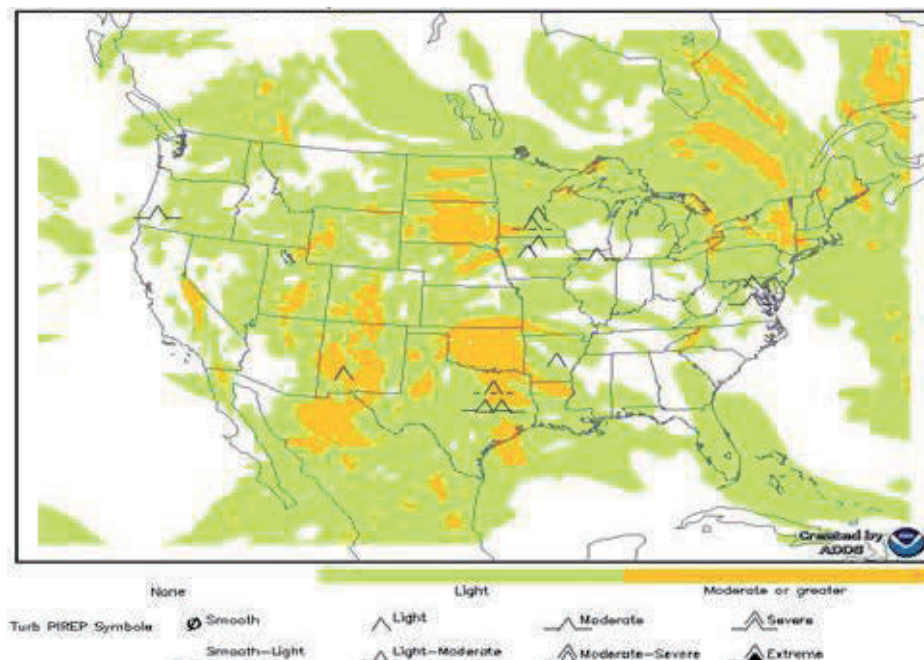 Created by
ADDS
None Light Moderate or greater
Turb PIREP Symbols
Smooth Light Moderate Severe
Smooth-Light Light-Moderate Moderate-Severe Extreme